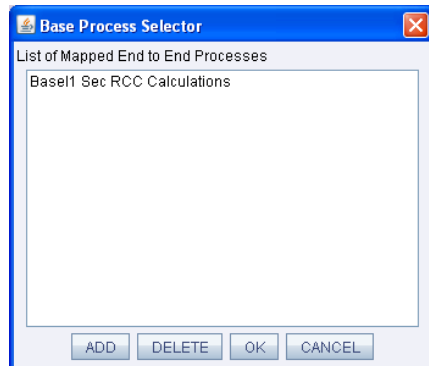 Base Process Selector
List of Mapped End to End Processes
Basel1 Sec RCC Calculations
ADD DELETE OK CANCEL